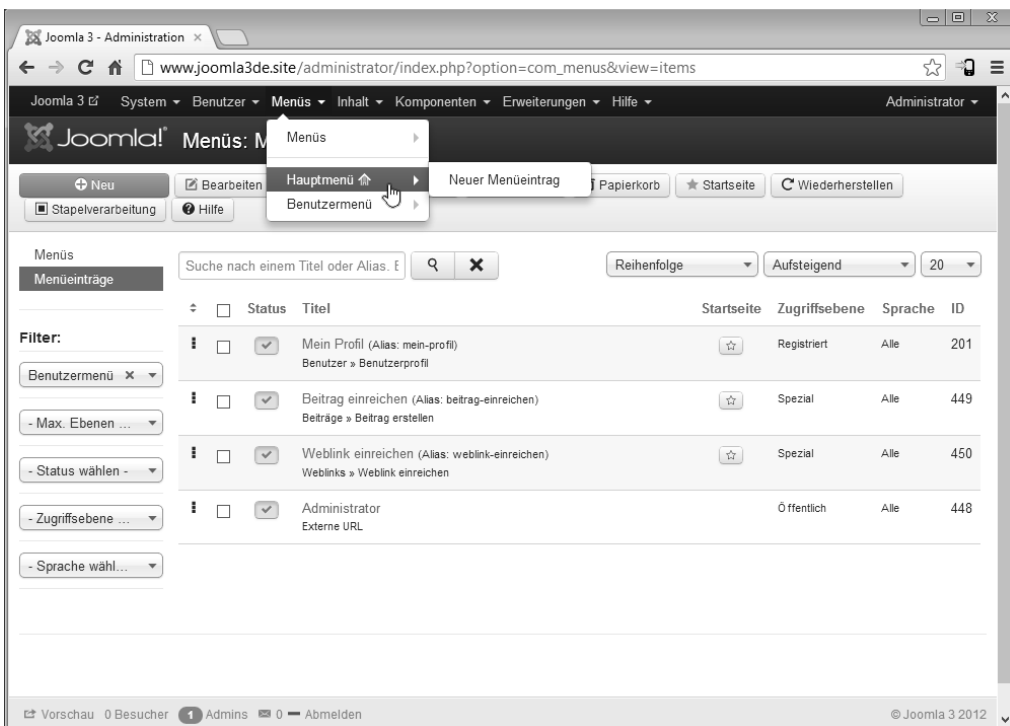 Joomla 3 - Administration
www.joomla3de.site/administrator/index.php?option=com_menus&view=items
Joomla 3 System Benutzer Menüs Inhalt Komponenten Erweiterungen Hilfe Administrator
Joomla! Menüs: M
Menüs
Hauptmenü
Neuer Menüeintrag
Benutzermenü
Neu Bearbeiten Papierkorb Startseite Wiederherstellen
Stapelverarbeitung Hilfe
Menüs
Menüeinträge
Suche nach einem Titel oder Alias. E
Reihenfolge Aufsteigend 20
Status Titel Startseite Zugriffsebene Sprache ID
Filter:
Benutzermenü
- Max. Ebenen ...
- Status wählen -
- Zugriffsebene ...
- Sprache wähl...
Mein Profil (Alias: mein-profil) Registriert Alle 201
Benutzer » Benutzerprofil
Beitrag einreichen (Alias: beitrag-einreichen) Spezial Alle 449
Beiträge » Beitrag erstellen
Weblink einreichen (Alias: weblink-einreichen) Spezial Alle 450
Weblinks » Weblink einreichen
Administrator Öffentlich Alle 448
Externe URL
Vorschau 0 Besucher 1 Admins 0 Abmelden © Joomla 3 2012